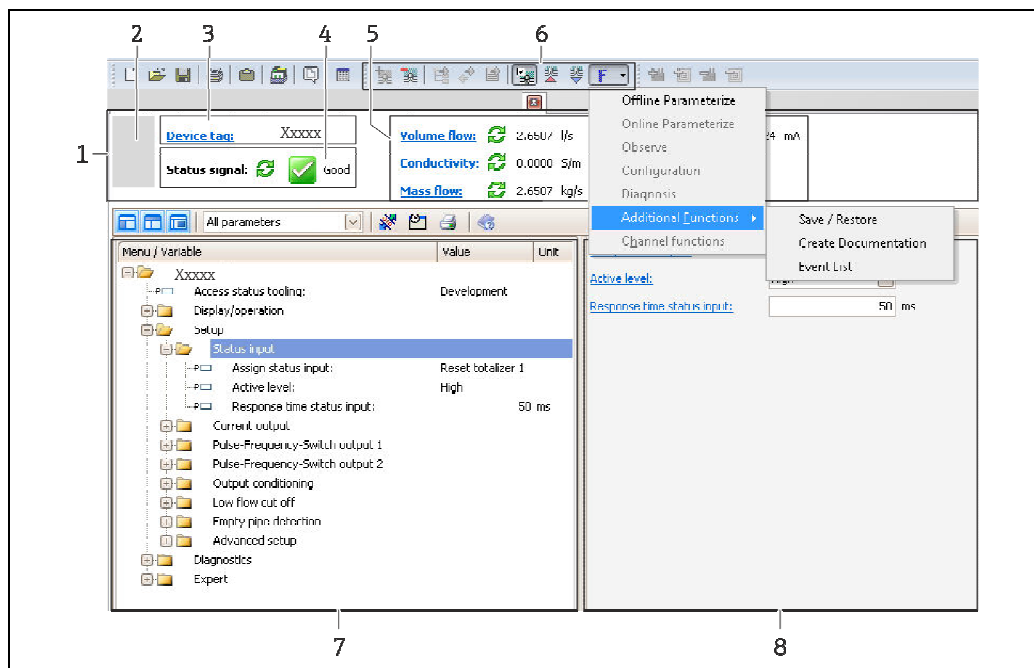 2 3 4 5 6
F
Offline Parameterize
Online Parameterize
Observe
Configuration
Diagnosis
Additional Functions
Channel functions
Save / Restore
Create Documentation
Event List
1
Device tag: Xxxxx
Status signal: Good
Volume flow: 2.6507 l/s
Conductivity: 0.0000 S/m
Mass flow: 2.6507 kg/s
mA
All parameters
Menu / Variable Value Unit
Xxxxx
Access status tooling: Development
Display/operation
Setup
Status input
Assign status input: Reset totalizer 1
Active level: High
Response time status input: 50 ms
Current output
Pulse-Frequency-Switch output 1
Pulse-Frequency-Switch output 2
Output conditioning
Low flow cut off
Empty pipe detection
Advanced setup
Diagnostics
Expert
Active level: High
Response time status input: 50 ms
7 8